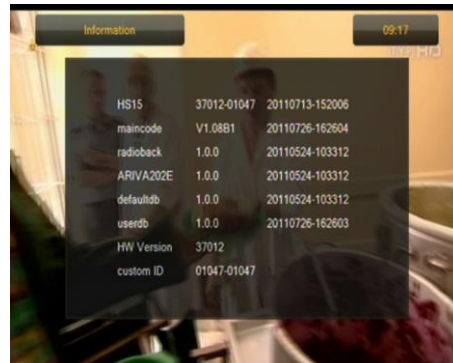 Information
09:17
HS15 37012-01047 20110713-152006
maincode V1.08B1 20110726-162604
radioback 1.0.0 20110524-103312
ARIVA202E 1.0.0 20110524-103312
defaultdb 1.0.0 20110524-103312
userdb 1.0.0 20110726-162603
HW Version 37012
custom ID 01047-01047